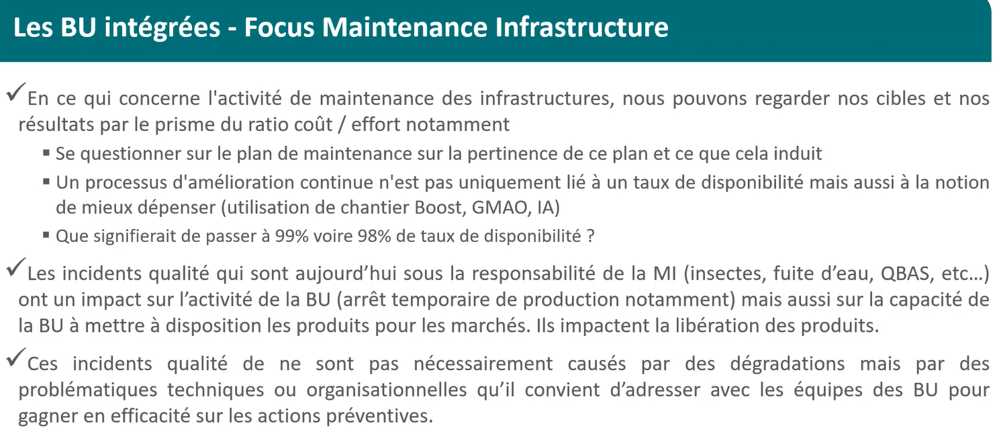 Les BU intégrées - Focus Maintenance Infrastructure
✓En ce qui concerne l'activité de maintenance des infrastructures, nous pouvons regarder nos cibles et nos
résultats par le prisme du ratio coût / effort notamment
▪ Se questionner sur le plan de maintenance sur la pertinence de ce plan et ce que cela induit
▪ Un processus d'amélioration continue n'est pas uniquement lié à un taux de disponibilité mais aussi à la notion
de mieux dépenser (utilisation de chantier Boost, GMAO, IA)
▪ Que signifierait de passer à 99% voire 98% de taux de disponibilité ?
✓Les incidents qualité qui sont aujourd’hui sous la responsabilité de la MI (insectes, fuite d’eau, QBAS, etc…)
ont un impact sur l’activité de la BU (arrêt temporaire de production notamment) mais aussi sur la capacité de
la BU à mettre à disposition les produits pour les marchés. Ils impactent la libération des produits.
✓Ces incidents qualité de ne sont pas nécessairement causés par des dégradations mais par des
problématiques techniques ou organisationnelles qu’il convient d’adresser avec les équipes des BU pour
gagner en efficacité sur les actions préventives.